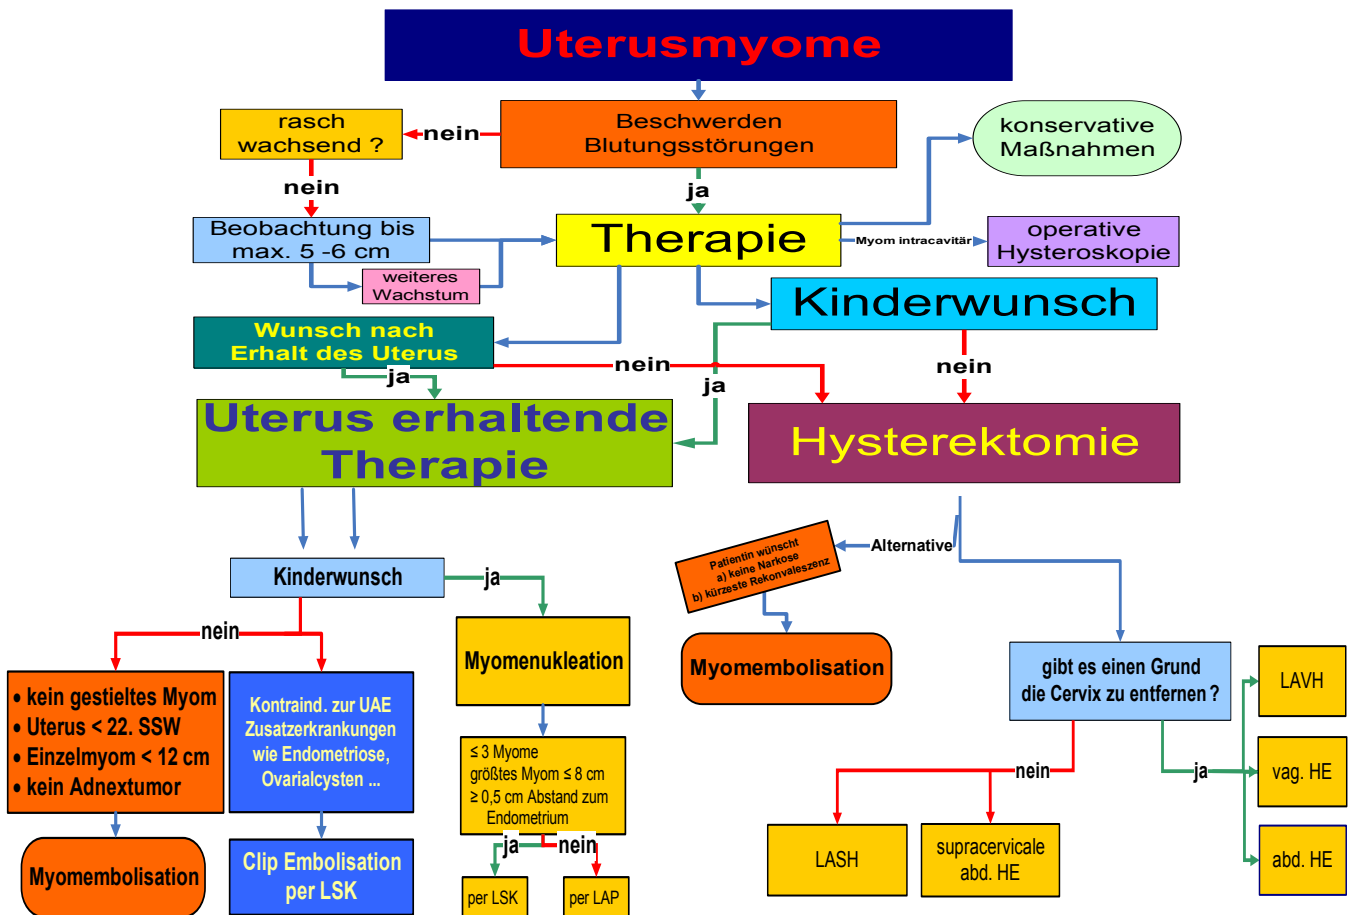 Uterusmyome
rasch
wachsend ?
nein
Beschwerden
Blutungsstörungen
konservative
Maßnahmen
nein
ja
Beobachtung bis
max. 5 -6 cm
Therapie
Myom intracavitär
operative
Hysteroskopie
weiteres
Wachstum
Kinderwunsch
Wunsch nach
Erhalt des Uterus
nein
nein
ja
ja
Uterus erhaltende
Therapie
Hysterektomie
Alternative
Patientin wünscht
a) keine Narkose
b) kürzeste Rekonvaleszenz
Kinderwunsch
ja
nein
Myomenukleation
Myomembolisation
gibt es einen Grund
die Cervix zu entfernen ?
LAVH
• kein gestieltes Myom
• Uterus < 22. SSW
• Einzelmyom < 12 cm
• kein Adnextumor
Kontraind. zur UAE
Zusatzerkrankungen
wie Endometriose,
Ovarialcysten ...
≤ 3 Myome
größtes Myom ≤ 8 cm
≥ 0,5 cm Abstand zum
Endometrium
nein
ja
vag. HE
ja
nein
Myomembolisation
Clip Embolisation
per LSK
per LSK
per LAP
LASH
supracervicale
abd. HE
abd. HE